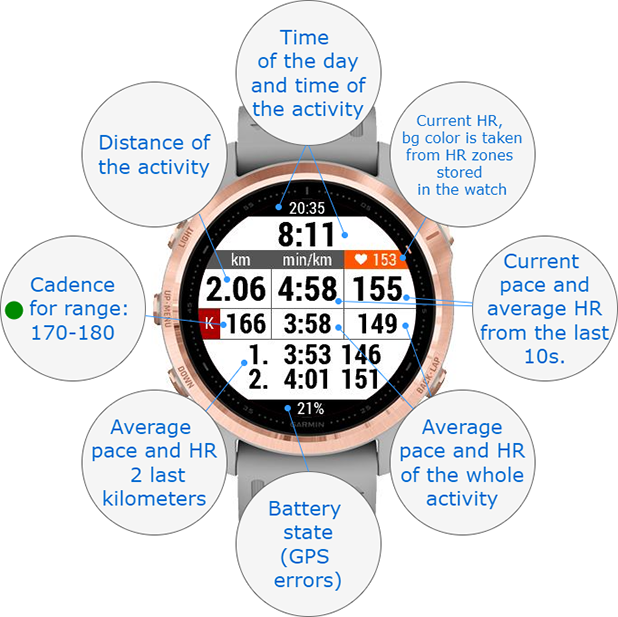 Time
of the day
and time of
the activity
Distance of
the activity
Current HR,
bg color is taken
from HR zones
stored
in the watch
LIGHT
20:35
8:11
km min/km 153
2.06 4:58 155
K 166 3:58 149
1. 3:53 146
2. 4:01 151
21%
GARMIN
UP·MENU
DOWN
BACK·LAP
Cadence
for range:
170-180
Current
pace and
average HR
from the last
10s.
Average
pace and HR
2 last
kilometers
Average
pace and HR
of the whole
activity
Battery
state
(GPS
errors)